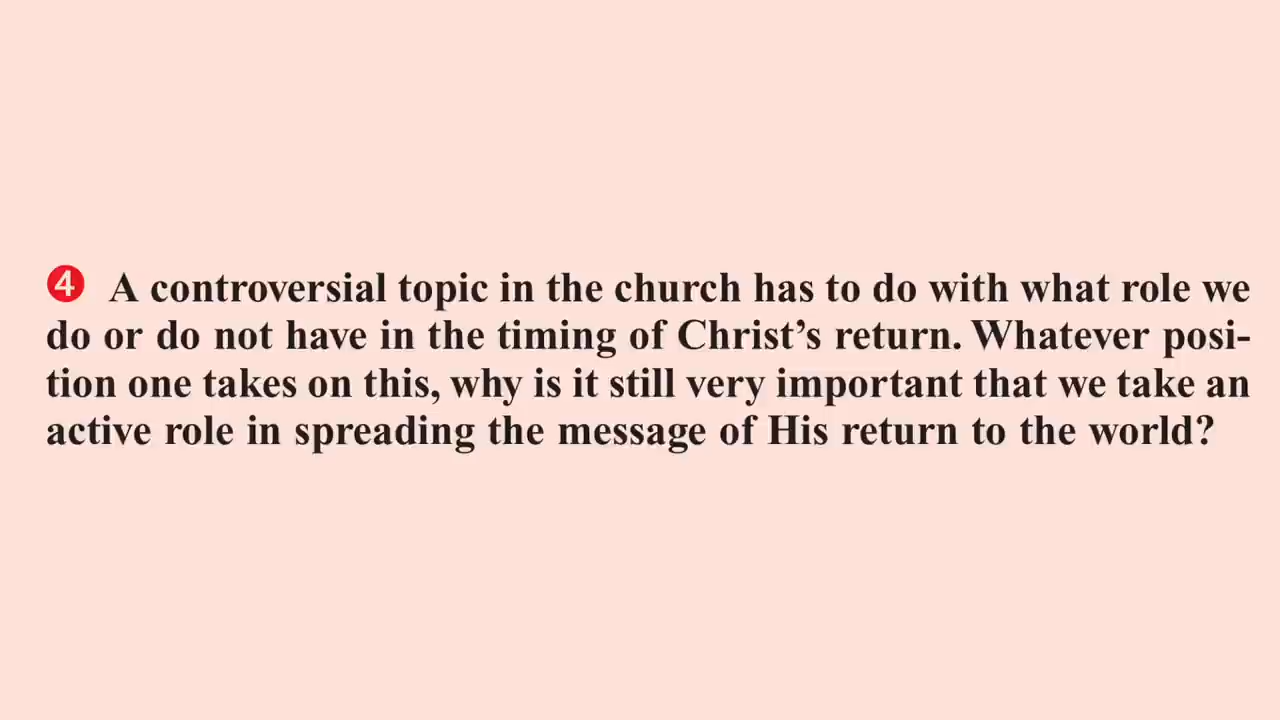 ❹ A controversial topic in the church has to do with what role we
do or do not have in the timing of Christ’s return. Whatever posi-
tion one takes on this, why is it still very important that we take an
active role in spreading the message of His return to the world?